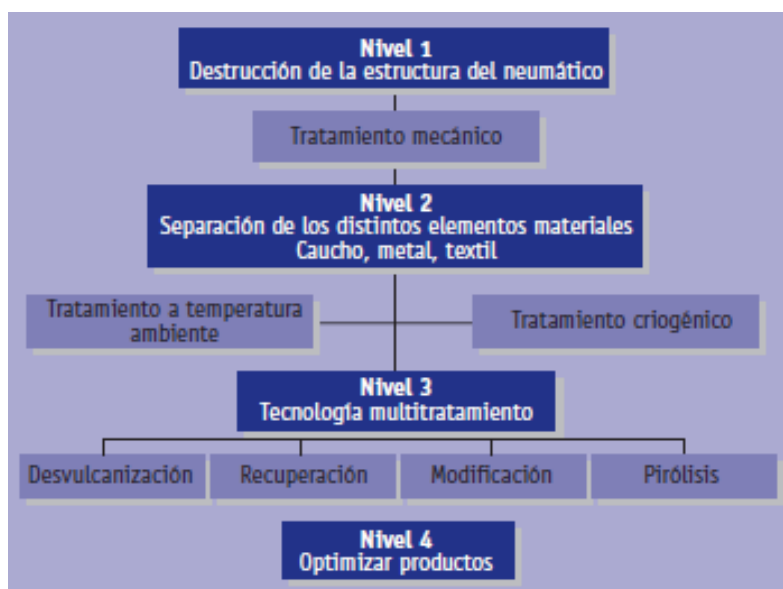 Nivel 1
Destrucción de la estructura del neumático
Tratamiento mecánico
Nivel 2
Separación de los distintos elementos materiales
Caucho, metal, textil
Tratamiento a temperatura
ambiente
Tratamiento criogénico
Nivel 3
Tecnología multitratamiento
Desvulcanización
Recuperación
Modificación
Pirólisis
Nivel 4
Optimizar productos